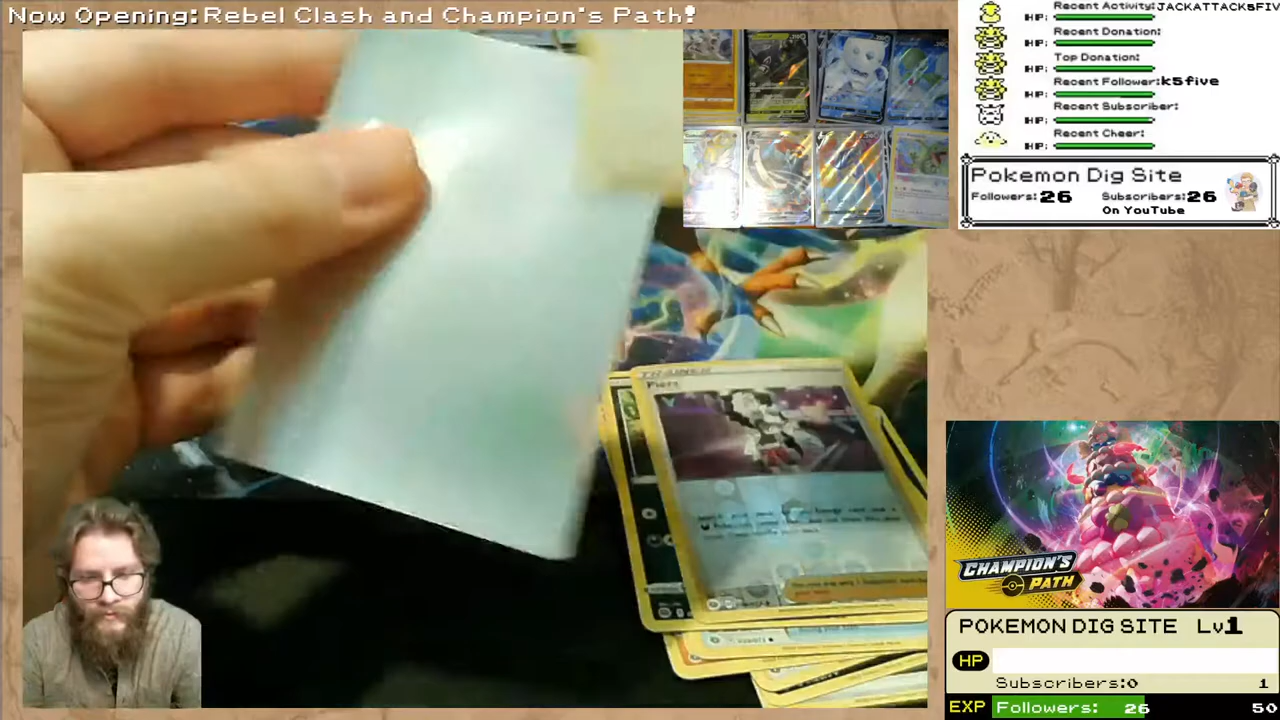 Now Opening: Rebel Clash and Champion's Path!
Recent Activity: JACKATTACK5FIV
HP:
Recent Donation:
HP:
Top Donation:
HP:
Recent Follower: k5five
HP:
Recent Subscriber:
HP:
Recent Cheer:
HP:
Pokemon Dig Site
Followers: 26 Subscribers: 26
On YouTube
TRAINER
Piers
CHAMPION'S
PATH
POKEMON DIG SITE Lv1
HP
Subscribers:0 1
EXP Followers: 26 50